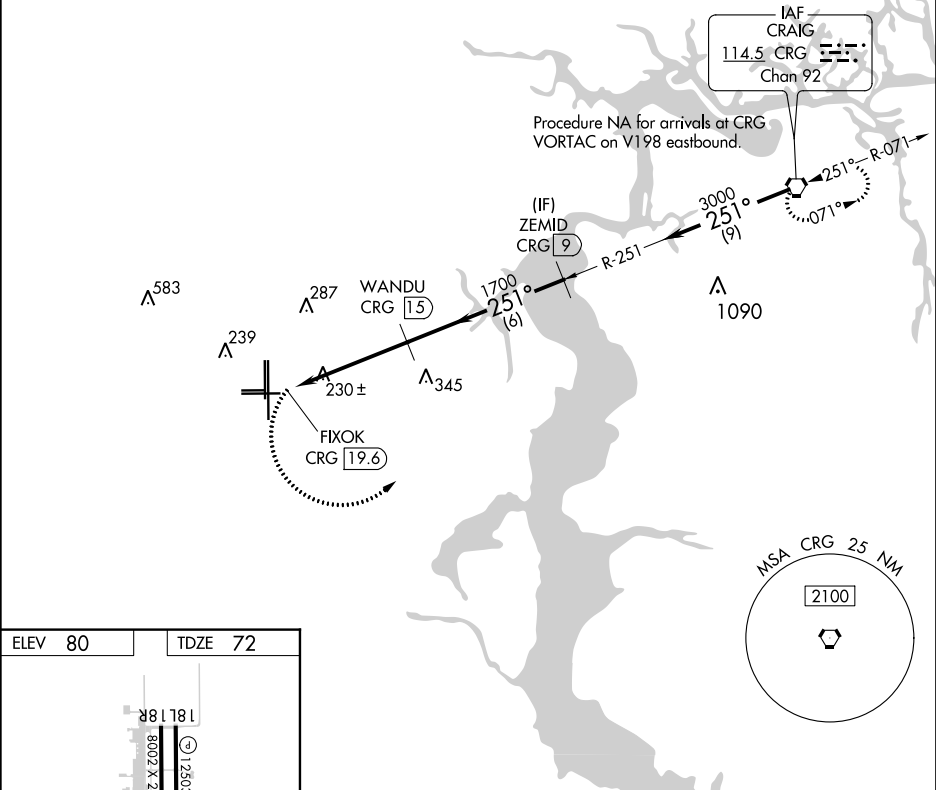 IAF
CRAIG
114.5 CRG
Chan 92
Procedure NA for arrivals at CRG
VORTAC on V198 eastbound.
251°
R-071
071°
3000
251°
(9)
R-251
(IF)
ZEMID
CRG 9
1090
1700
251°
(6)
WANDU
CRG 15
583
287
239
230 ±
345
FIXOK
CRG 19.6
MSA CRG 25 NM
2100
ELEV 80
TDZE 72
18R
18L
8002 X 2
P
12503